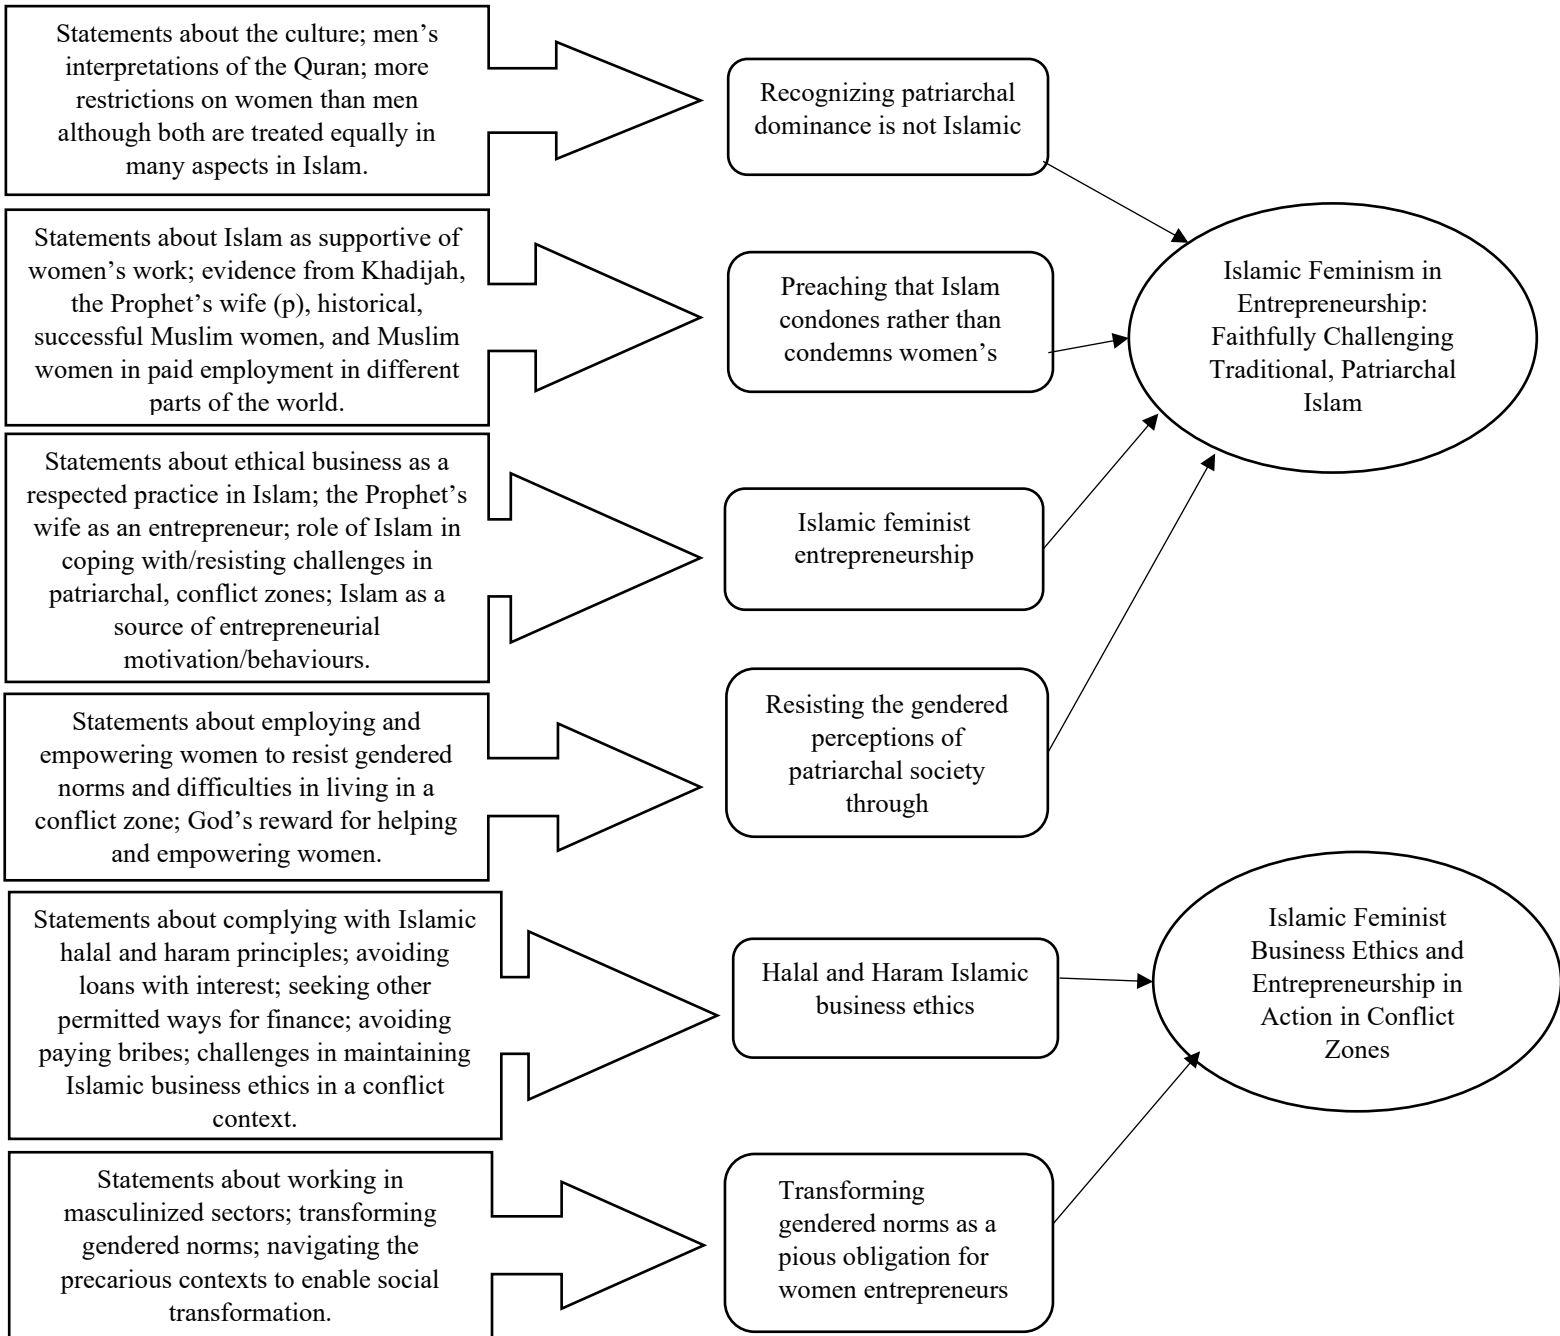 Statements about the culture; men’s
interpretations of the Quran; more
restrictions on women than men
although both are treated equally in
many aspects in Islam.
Recognizing patriarchal
dominance is not Islamic
Statements about Islam as supportive of
women’s work; evidence from Khadijah,
the Prophet’s wife (p), historical,
successful Muslim women, and Muslim
women in paid employment in different
parts of the world.
Preaching that Islam
condones rather than
condemns women’s
Statements about ethical business as a
respected practice in Islam; the Prophet’s
wife as an entrepreneur; role of Islam in
coping with/resisting challenges in
patriarchal, conflict zones; Islam as a
source of entrepreneurial
motivation/behaviours.
Islamic feminist
entrepreneurship
Statements about employing and
empowering women to resist gendered
norms and difficulties in living in a
conflict zone; God’s reward for helping
and empowering women.
Resisting the gendered
perceptions of
patriarchal society
through
Islamic Feminism in
Entrepreneurship:
Faithfully Challenging
Traditional, Patriarchal
Islam
Statements about complying with Islamic
halal and haram principles; avoiding
loans with interest; seeking other
permitted ways for finance; avoiding
paying bribes; challenges in maintaining
Islamic business ethics in a conflict
context.
Halal and Haram Islamic
business ethics
Statements about working in
masculinized sectors; transforming
gendered norms; navigating the
precarious contexts to enable social
transformation.
Transforming
gendered norms as a
pious obligation for
women entrepreneurs
Islamic Feminist
Business Ethics and
Entrepreneurship in
Action in Conflict
Zones